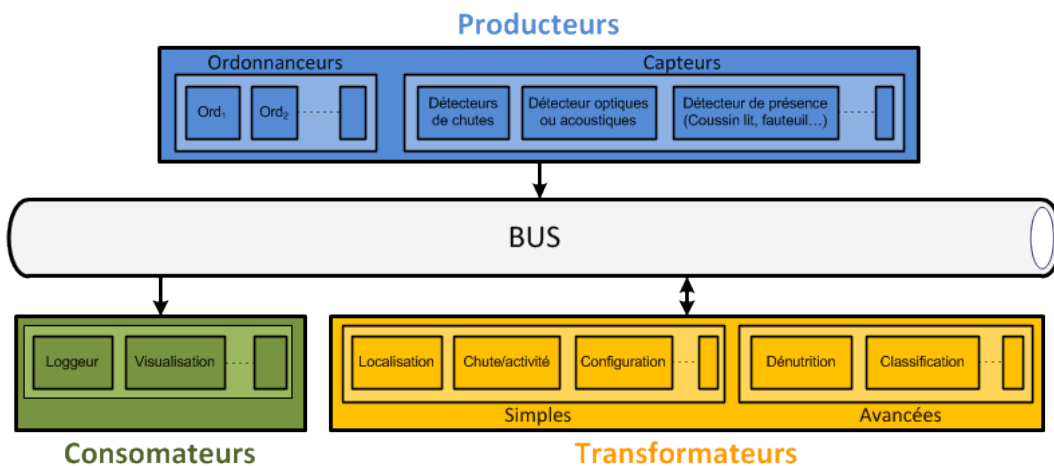 Producteurs
Ordonnanceurs
Capteurs
Ord₁
Ord₂
Détecteurs
de chutes
Détecteur optiques
ou acoustiques
Détecteur de présence
(Coussin lit, fauteuil…)
BUS
Loggeur
Visualisation
Localisation
Chute/activité
Configuration
Dénutrition
Classification
Simples
Avancées
Consomateurs
Transformateurs